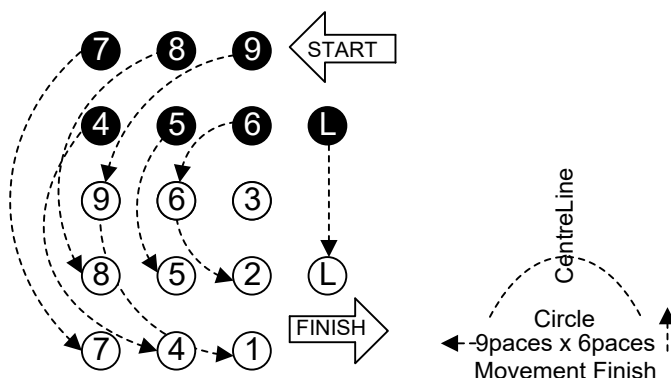 7 8 9 START
4 5 6 L
9 6 3
8 5 2 L
FINISH
7 4 1
CentreLine
Circle
9paces x 6paces
Movement Finish